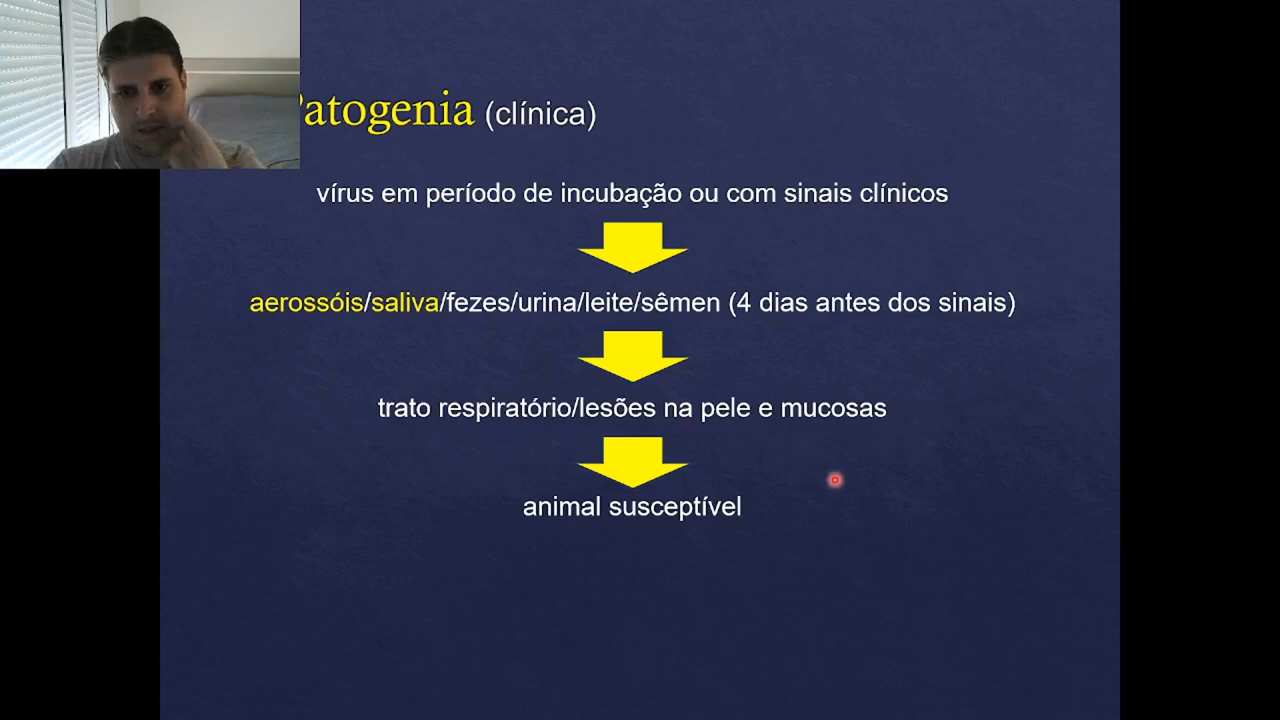 Patogenia (clínica)
vírus em período de incubação ou com sinais clínicos
aerossóis/saliva/fezes/urina/leite/sêmen (4 dias antes dos sinais)
trato respiratório/lesões na pele e mucosas
animal susceptível